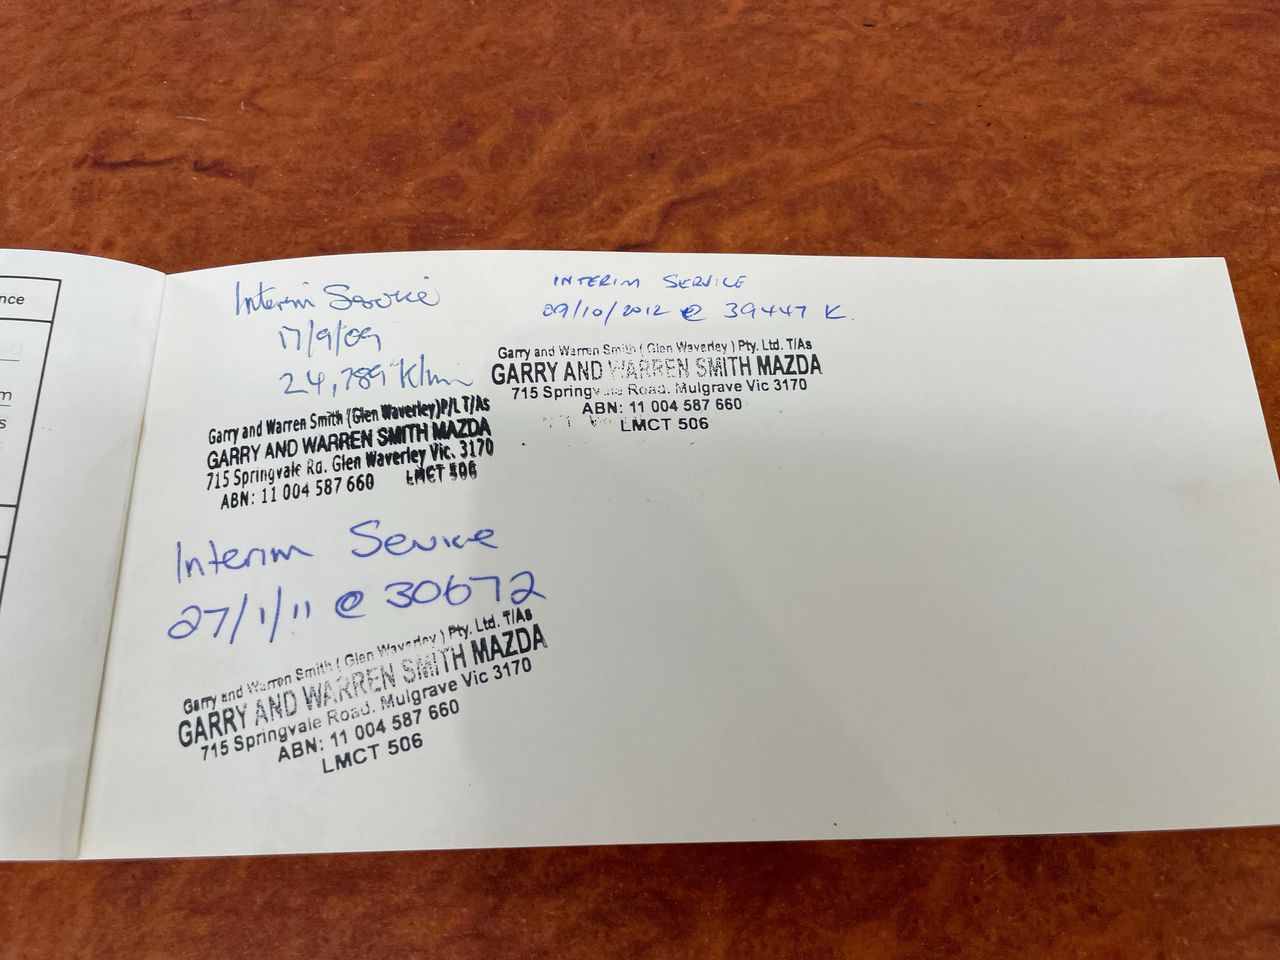 nce
m
s
Interim Service
17/9/09
24,789 Klm
Garry and Warren Smith (Glen Waverley) P/L T/As
GARRY AND WARREN SMITH MAZDA
715 Springvale Rd. Glen Waverley Vic. 3170
ABN: 11 004 587 660 LMCT 506
Interim Service
27/1/11 @ 30672
Garry and Warren Smith ( Glen Waverley ) Pty. Ltd. T/As
GARRY AND WARREN SMITH MAZDA
715 Springvale Road. Mulgrave Vic 3170
ABN: 11 004 587 660
LMCT 506
INTERIM SERVICE
09/10/2012 @ 39447 K.
Garry and Warren Smith ( Glen Waverley ) Pty. Ltd. T/As
GARRY AND WARREN SMITH MAZDA
715 Springvale Road. Mulgrave Vic 3170
ABN: 11 004 587 660
LMCT 506